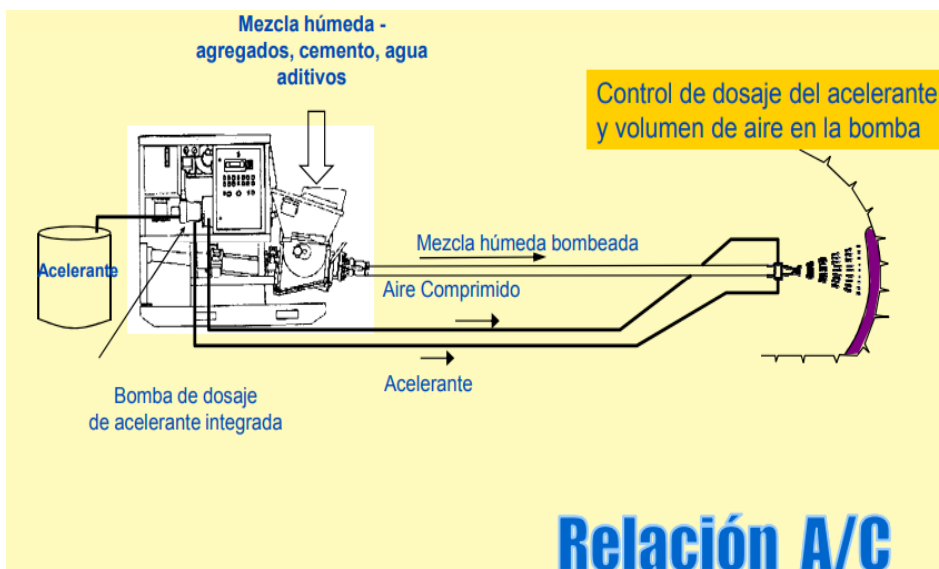 Mezcla húmeda -
agregados, cemento, agua
aditivos
Control de dosaje del acelerante
y volumen de aire en la bomba
Acelerante
Mezcla húmeda bombeada
Aire Comprimido
Acelerante
Bomba de dosaje
de acelerante integrada
Relación A/C